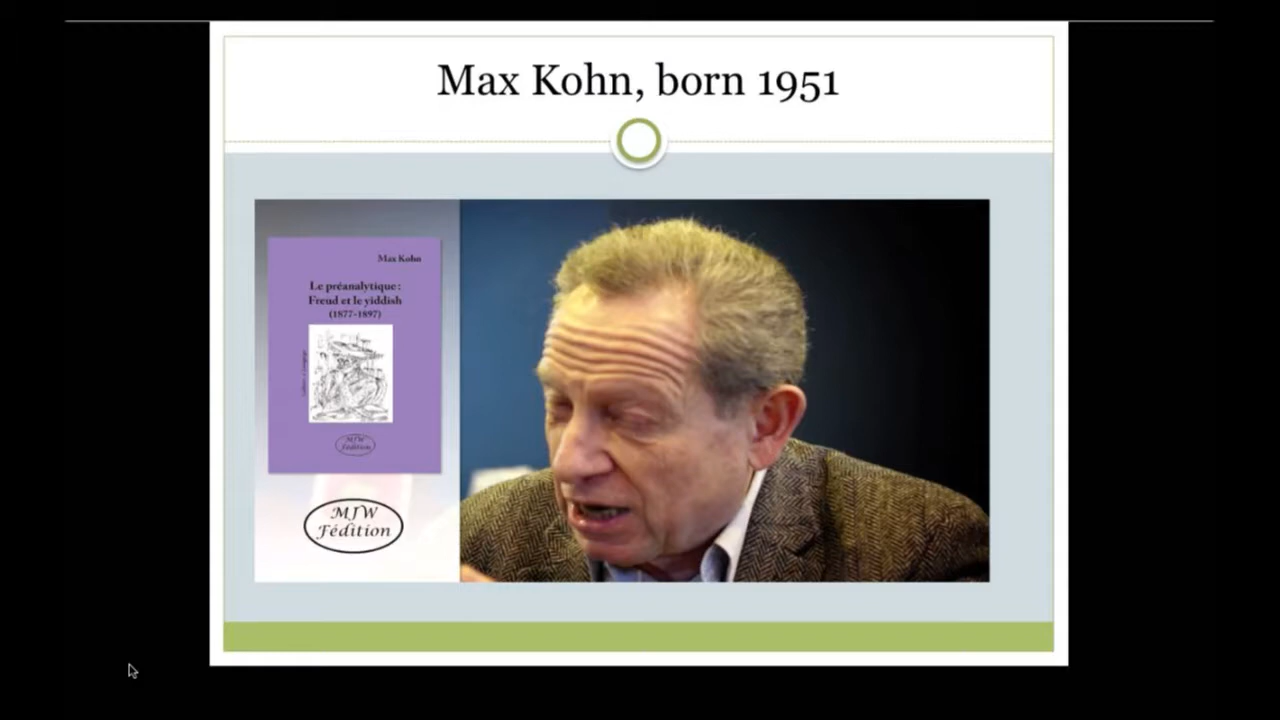 Max Kohn, born 1951
Max Kohn
Le préanalytique :
Freud et le yiddish
(1877-1897)
MJW
Fédition
MJW
Fédition